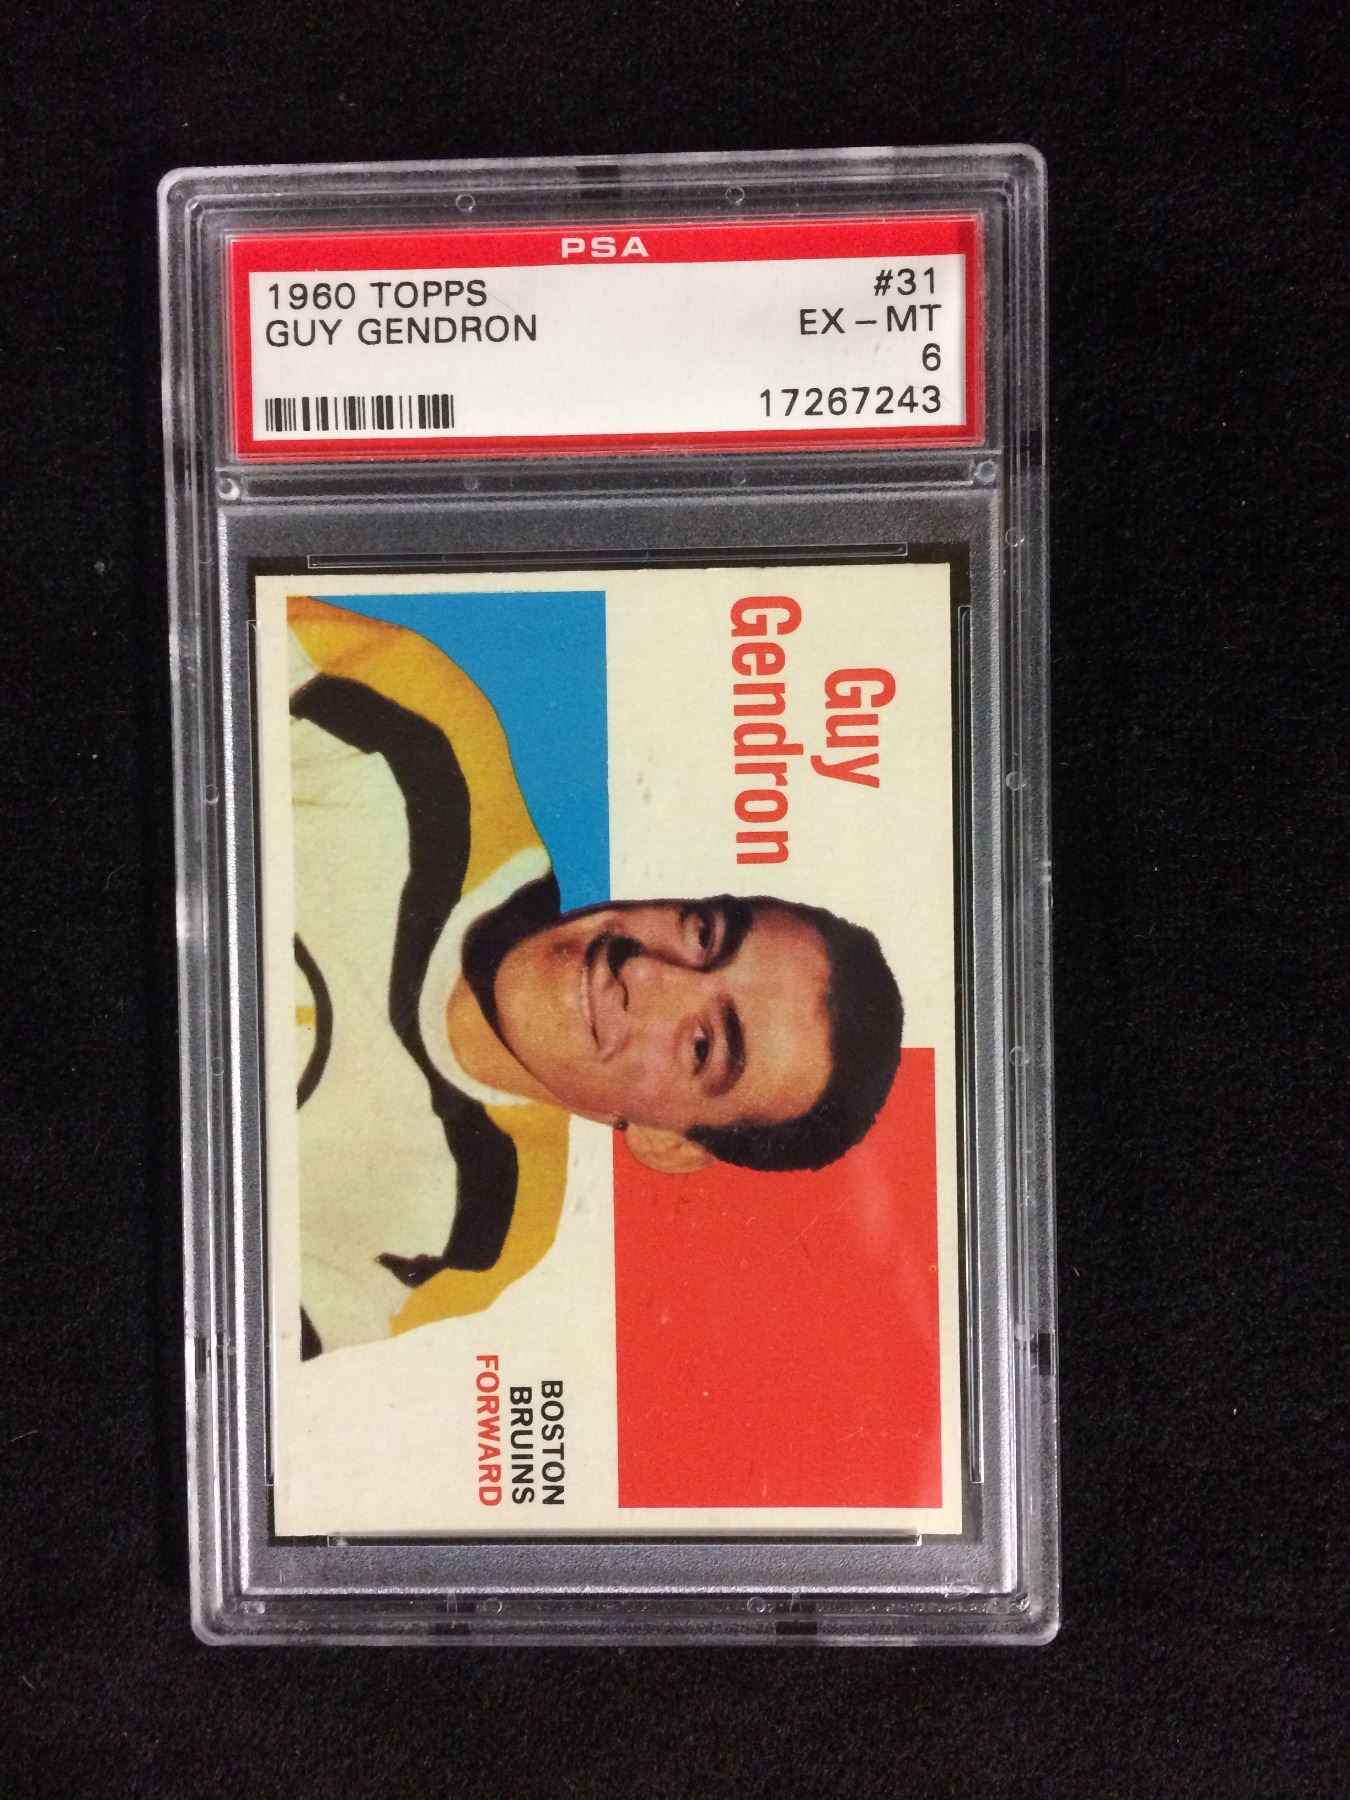 PSA
1960 TOPPS #31
GUY GENDRON EX-MT
6
17267243
Guy
Gendron
BOSTON
BRUINS
FORWARD